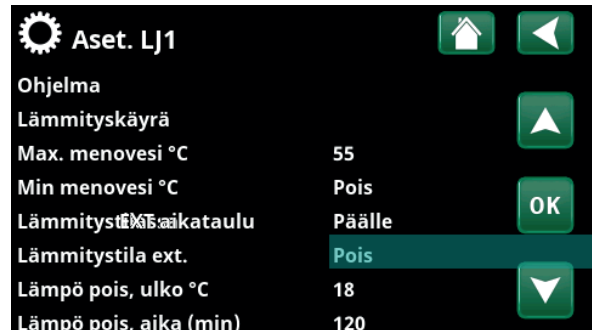 Aset. LJ1
Ohjelma
Lämmityskäyrä
Max. menovesi °C 55
Min menovesi °C Pois
aikataulu Päälle
OK
Lämmitystila ext. Pois
Lämpö pois, ulko °C 18
Lämpö pois, aika (min) 120